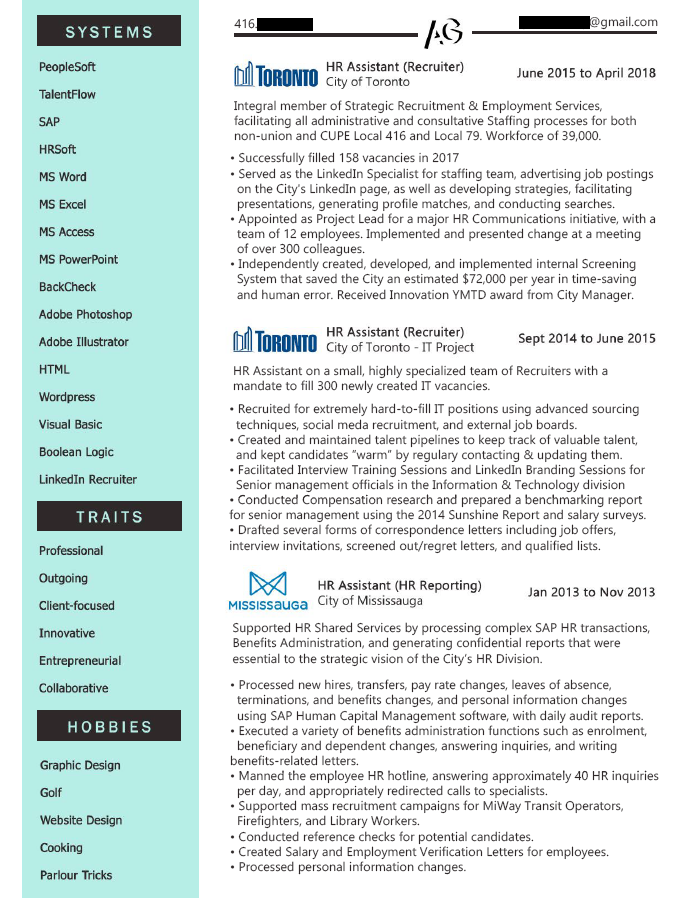 SYSTEMS
PeopleSoft
TalentFlow
SAP
HRSoft
MS Word
MS Excel
MS Access
MS PowerPoint
BackCheck
Adobe Photoshop
Adobe Illustrator
HTML
Wordpress
Visual Basic
Boolean Logic
LinkedIn Recruiter
TRAITS
Professional
Outgoing
Client-focused
Innovative
Entrepreneurial
Collaborative
HOBBIES
Graphic Design
Golf
Website Design
Cooking
Parlour Tricks
416.
AG
@gmail.com
TORONTO
HR Assistant (Recruiter)
City of Toronto
June 2015 to April 2018
Integral member of Strategic Recruitment & Employment Services,
facilitating all administrative and consultative Staffing processes for both
non-union and CUPE Local 416 and Local 79. Workforce of 39,000.
• Successfully filled 158 vacancies in 2017
• Served as the LinkedIn Specialist for staffing team, advertising job postings
on the City's LinkedIn page, as well as developing strategies, facilitating
presentations, generating profile matches, and conducting searches.
• Appointed as Project Lead for a major HR Communications initiative, with a
team of 12 employees. Implemented and presented change at a meeting
of over 300 colleagues.
• Independently created, developed, and implemented internal Screening
System that saved the City an estimated $72,000 per year in time-saving
and human error. Received Innovation YMTD award from City Manager.
TORONTO
HR Assistant (Recruiter)
City of Toronto - IT Project
Sept 2014 to June 2015
HR Assistant on a small, highly specialized team of Recruiters with a
mandate to fill 300 newly created IT vacancies.
• Recruited for extremely hard-to-fill IT positions using advanced sourcing
techniques, social meda recruitment, and external job boards.
• Created and maintained talent pipelines to keep track of valuable talent,
and kept candidates "warm" by regulary contacting & updating them.
• Facilitated Interview Training Sessions and LinkedIn Branding Sessions for
Senior management officials in the Information & Technology division
• Conducted Compensation research and prepared a benchmarking report
for senior management using the 2014 Sunshine Report and salary surveys.
• Drafted several forms of correspondence letters including job offers,
interview invitations, screened out/regret letters, and qualified lists.
MISSISSAUGA
HR Assistant (HR Reporting)
City of Mississauga
Jan 2013 to Nov 2013
Supported HR Shared Services by processing complex SAP HR transactions,
Benefits Administration, and generating confidential reports that were
essential to the strategic vision of the City's HR Division.
• Processed new hires, transfers, pay rate changes, leaves of absence,
terminations, and benefits changes, and personal information changes
using SAP Human Capital Management software, with daily audit reports.
• Executed a variety of benefits administration functions such as enrolment,
beneficiary and dependent changes, answering inquiries, and writing
benefits-related letters.
• Manned the employee HR hotline, answering approximately 40 HR inquiries
per day, and appropriately redirected calls to specialists.
• Supported mass recruitment campaigns for MiWay Transit Operators,
Firefighters, and Library Workers.
• Conducted reference checks for potential candidates.
• Created Salary and Employment Verification Letters for employees.
• Processed personal information changes.